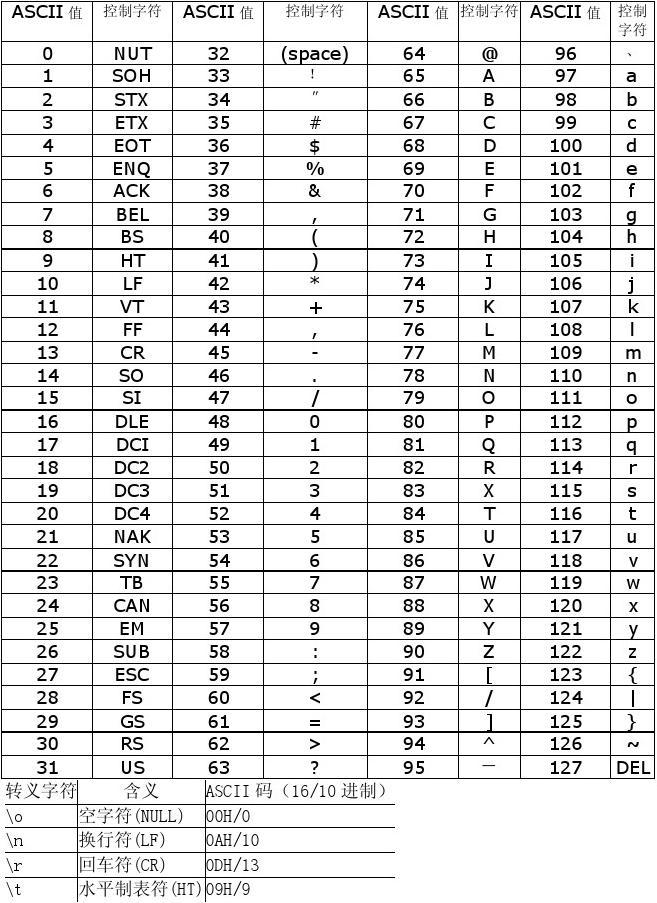 ASCII 值 控制字符 ASCII 值 控制字符 ASCII 值 控制字符 ASCII 值 控制字符
0 NUT 32 (space) 64 @ 96 、
1 SOH 33 ! 65 A 97 a
2 STX 34 ″ 66 B 98 b
3 ETX 35 # 67 C 99 c
4 EOT 36 $ 68 D 100 d
5 ENQ 37 % 69 E 101 e
6 ACK 38 & 70 F 102 f
7 BEL 39 , 71 G 103 g
8 BS 40 ( 72 H 104 h
9 HT 41 ) 73 I 105 i
10 LF 42 * 74 J 106 j
11 VT 43 + 75 K 107 k
12 FF 44 , 76 L 108 l
13 CR 45 - 77 M 109 m
14 SO 46 . 78 N 110 n
15 SI 47 / 79 O 111 o
16 DLE 48 0 80 P 112 p
17 DCI 49 1 81 Q 113 q
18 DC2 50 2 82 R 114 r
19 DC3 51 3 83 X 115 s
20 DC4 52 4 84 T 116 t
21 NAK 53 5 85 U 117 u
22 SYN 54 6 86 V 118 v
23 TB 55 7 87 W 119 w
24 CAN 56 8 88 X 120 x
25 EM 57 9 89 Y 121 y
26 SUB 58 : 90 Z 122 z
27 ESC 59 ; 91 [ 123 {
28 FS 60 < 92 / 124 |
29 GS 61 = 93 ] 125 }
30 RS 62 > 94 ^ 126 ~
31 US 63 ? 95 — 127 DEL
转义字符 含义 ASCII 码（16/10 进制）
\o 空字符(NULL) 00H/0
\n 换行符(LF) 0AH/10
\r 回车符(CR) 0DH/13
\t 水平制表符(HT) 09H/9